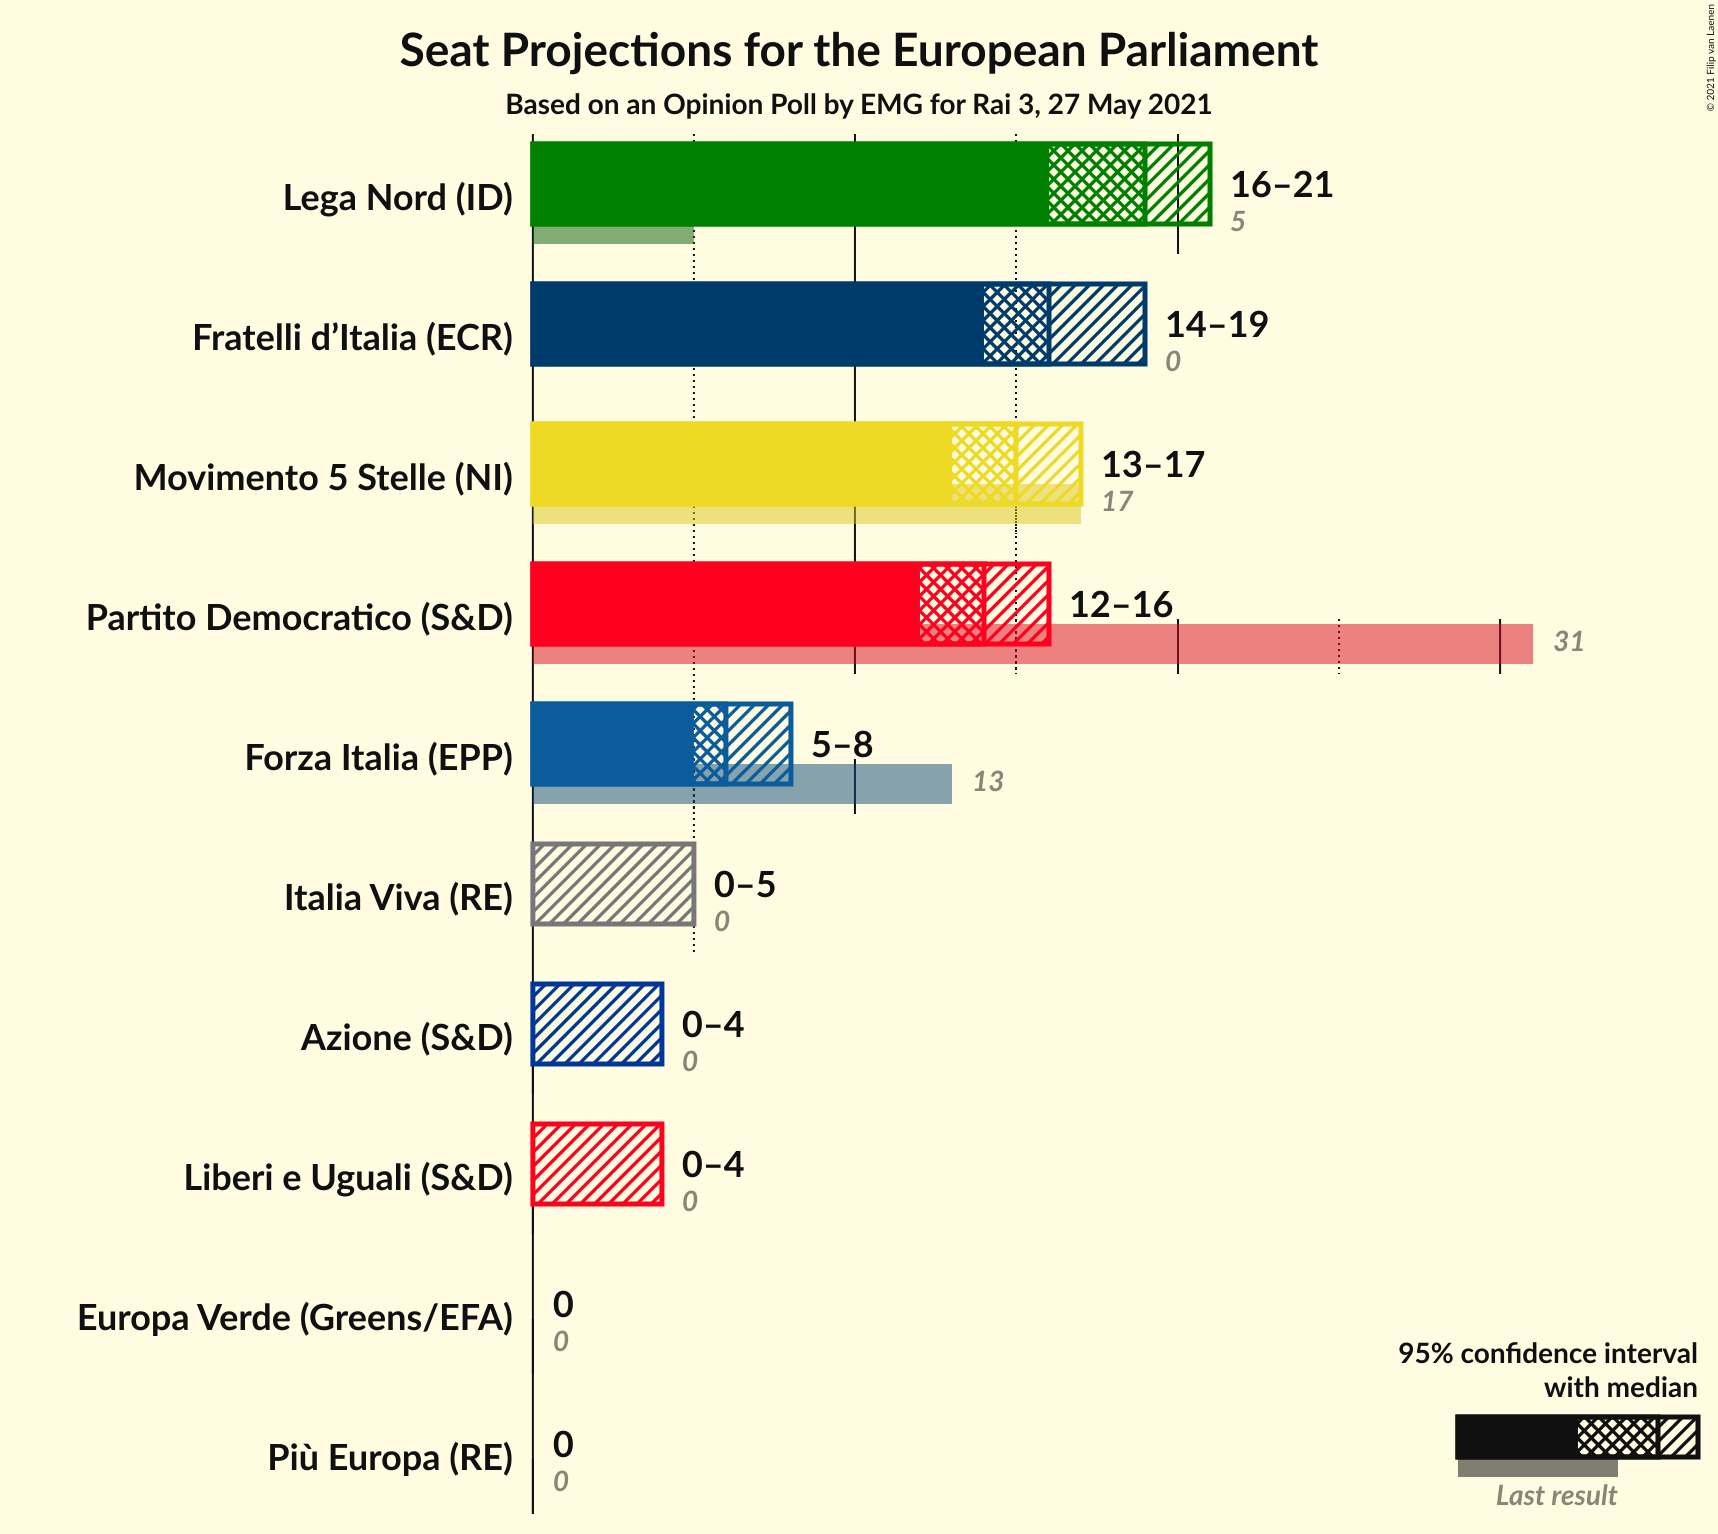 Seat Projections for the European Parliament
Based on an Opinion Poll by EMG for Rai 3, 27 May 2021
© 2021 Filip van Laenen
Lega Nord (ID)
16–21
5
Fratelli d’Italia (ECR)
14–19
0
Movimento 5 Stelle (NI)
13–17
17
Partito Democratico (S&D)
12–16
31
Forza Italia (EPP)
5–8
13
Italia Viva (RE)
0–5
0
Azione (S&D)
0–4
0
Liberi e Uguali (S&D)
0–4
0
Europa Verde (Greens/EFA)
0
0
Più Europa (RE)
0
0
95% confidence interval
with median
Last result